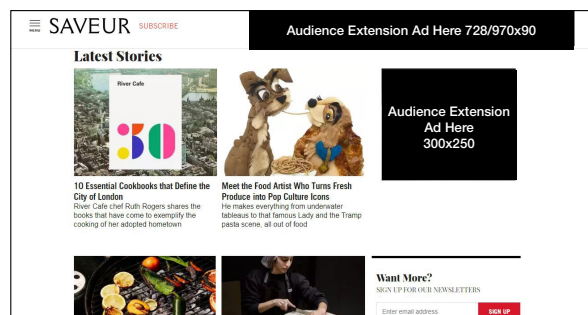 MENU
SAVEUR
SUBSCRIBE
Audience Extension Ad Here 728/970x90
Latest Stories
River Cafe
30
Audience Extension
Ad Here
300x250
10 Essential Cookbooks that Define the
City of London
River Cafe chef Ruth Rogers shares the
books that have come to exemplify the
cooking of her adopted hometown
Meet the Food Artist Who Turns Fresh
Produce into Pop Culture Icons
He makes everything from underwater
tableaus to that famous Lady and the Tramp
pasta scene, all out of food
Want More?
SIGN UP FOR OUR NEWSLETTERS
Enter email address
SIGN UP